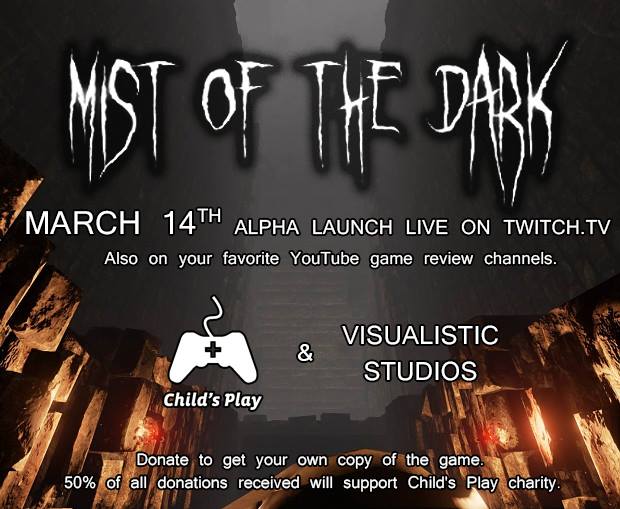 MIST OF THE DARK
MARCH 14TH ALPHA LAUNCH LIVE ON TWITCH.TV
Also on your favorite YouTube game review channels.
Child's Play
&
VISUALISTIC
STUDIOS
Donate to get your own copy of the game.
50% of all donations received will support Child's Play charity.